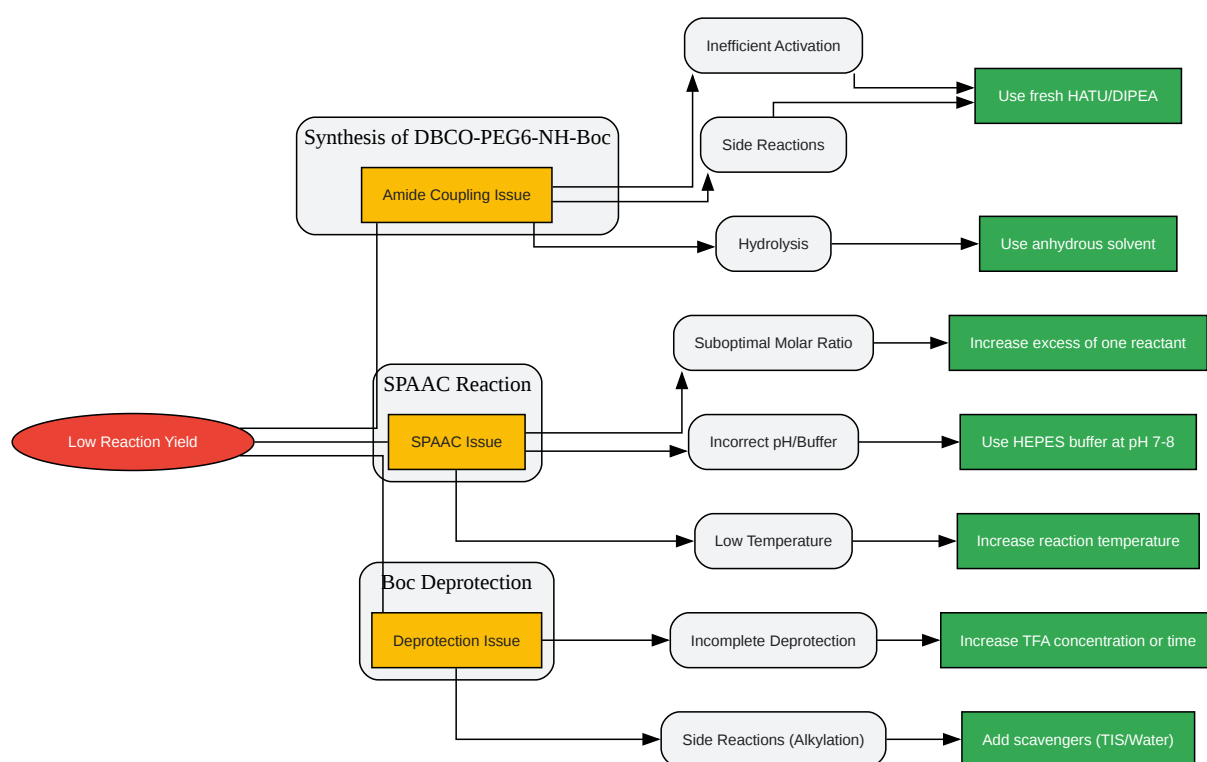 Inefficient Activation
Use fresh HATU/DIPEA
Synthesis of DBCO-PEG6-NH-Boc
Side Reactions
Amide Coupling Issue
Hydrolysis
Use anhydrous solvent
Suboptimal Molar Ratio
Increase excess of one reactant
SPAAC Reaction
Low Reaction Yield
SPAAC Issue
Incorrect pH/Buffer
Use HEPES buffer at pH 7-8
Low Temperature
Increase reaction temperature
Boc Deprotection
Deprotection Issue
Incomplete Deprotection
Increase TFA concentration or time
Side Reactions (Alkylation)
Add scavengers (TIS/Water)